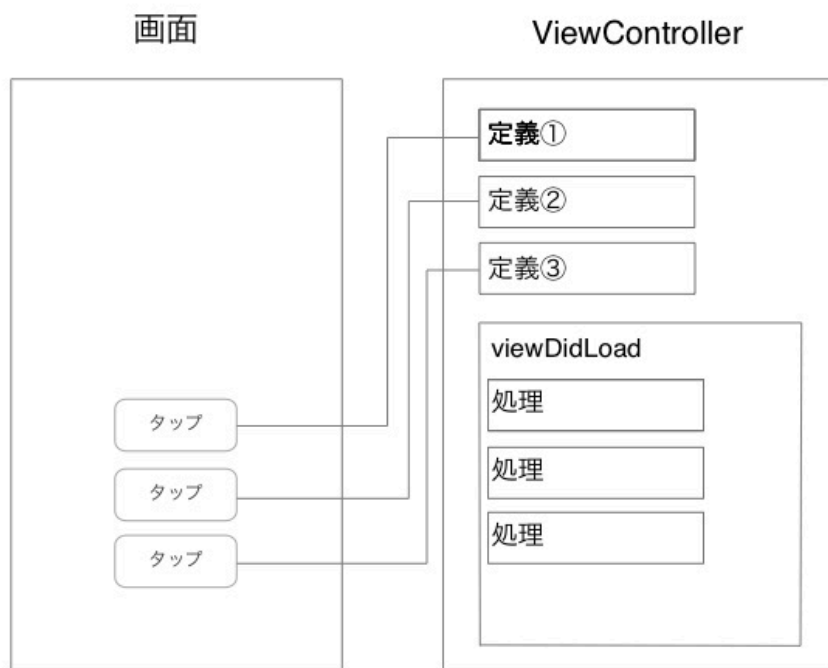 画面
ViewController
定義①
定義②
定義③
viewDidLoad
処理
処理
処理
タップ
タップ
タップ